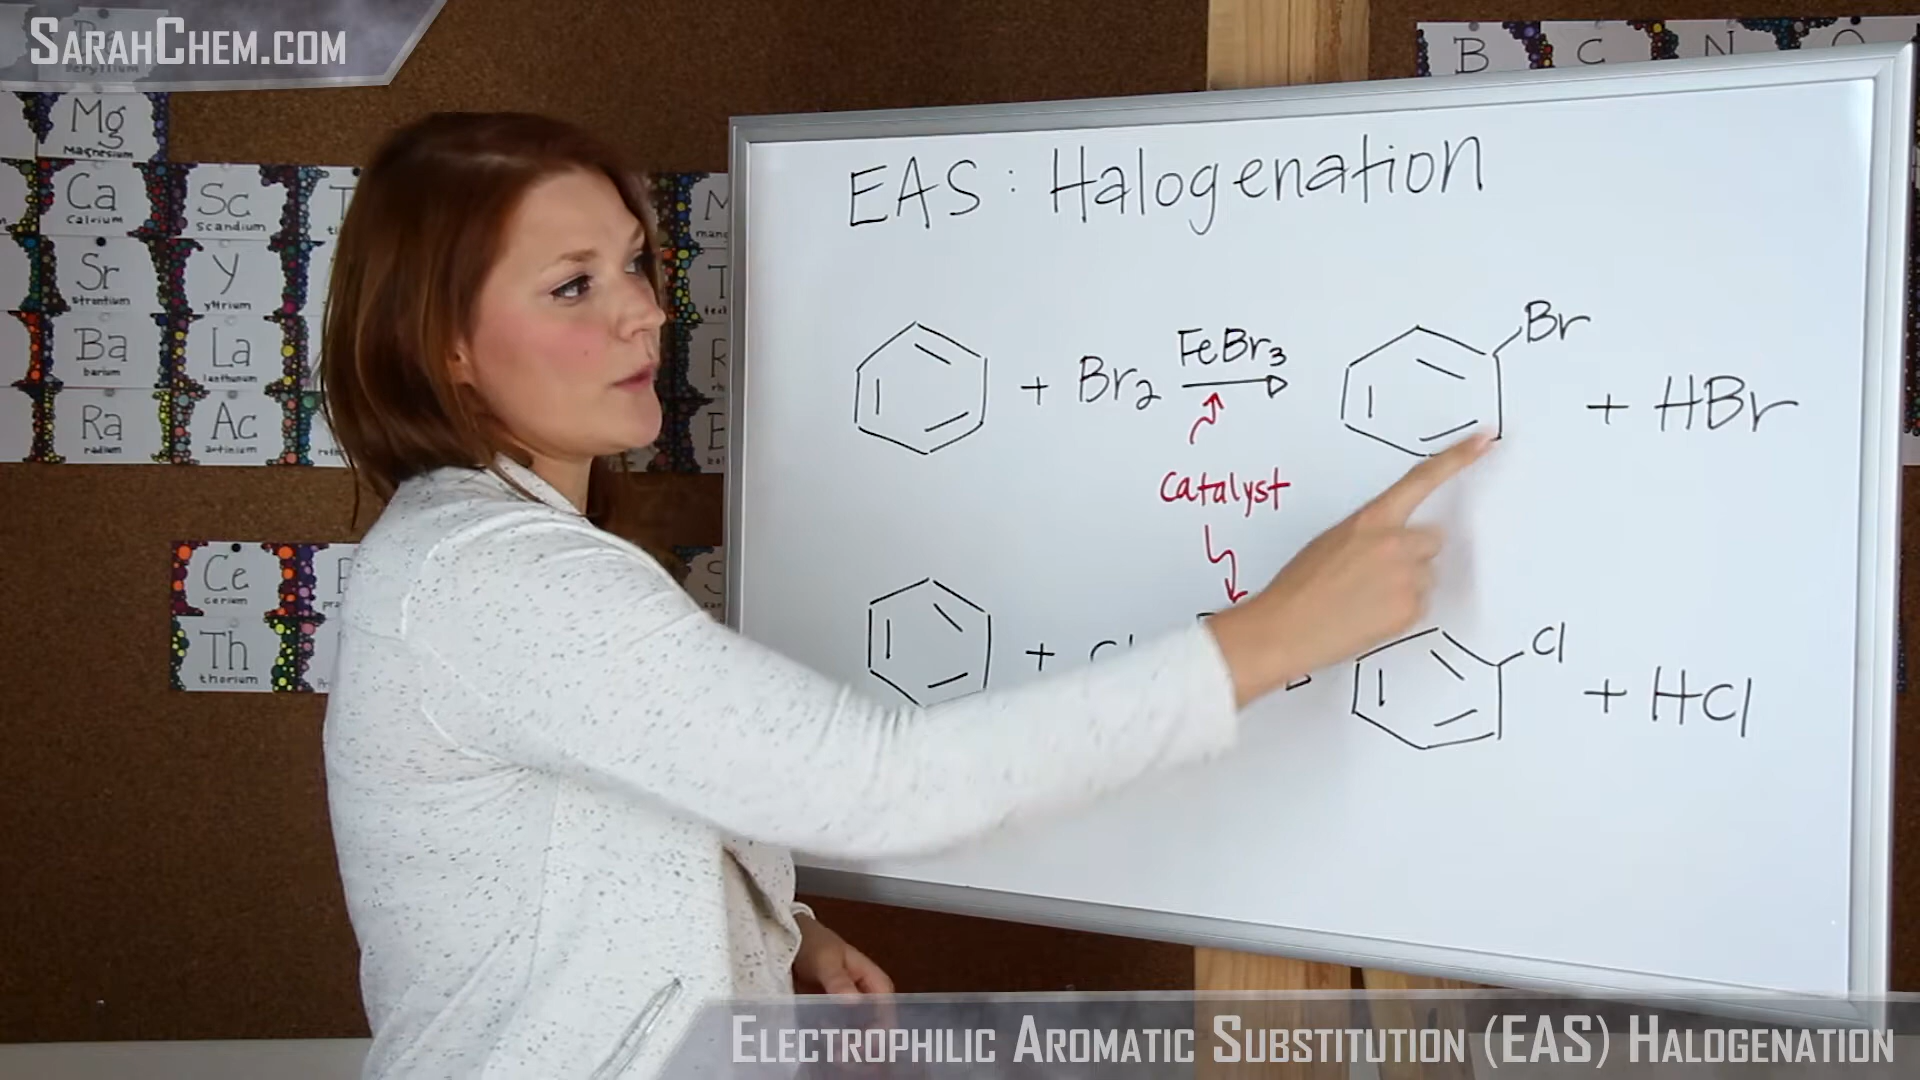 SARAHCHEM.COM
Mg
Magnesium
Ca
Calcium
Sc
scandium
Sr
strontium
Y
yttrium
Ba
barium
La
lanthanum
Ra
radium
Ac
actinium
Ce
cerium
Th
thorium
B C N
EAS: Halogenation
+ Br2 FeBr3 Br + HBr
catalyst
+ Cl Cl + HCl
ELECTROPHILIC AROMATIC SUBSTITUTION (EAS) HALOGENATION